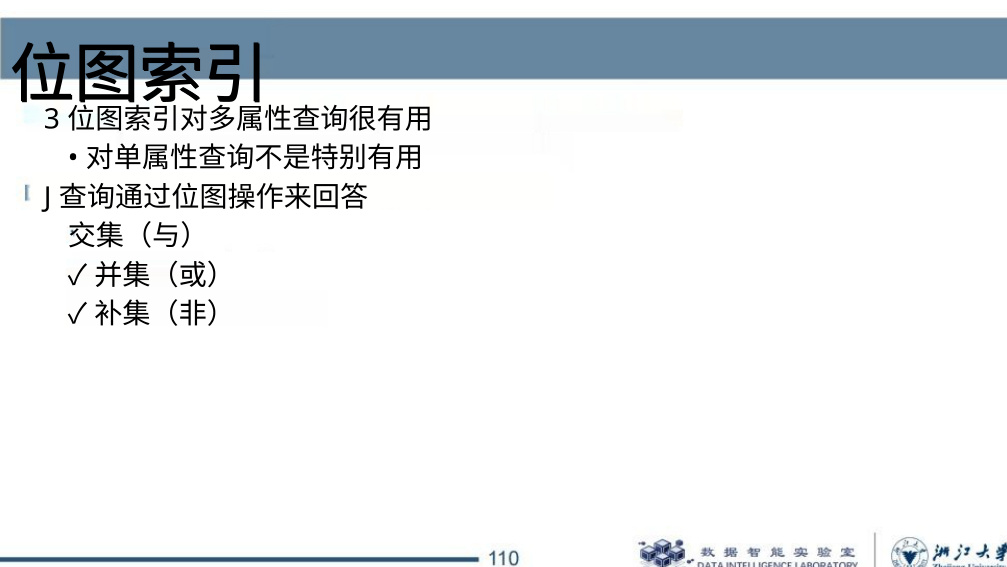 位图索引
3 位图索引对多属性查询很有用
• 对单属性查询不是特别有用
J 查询通过位图操作来回答
交集（与）
✓ 并集（或）
✓ 补集（非）
110
数据智能实验室
DATA INTELLIGENCE LABORATORY
浙江大学
Zhejiang University